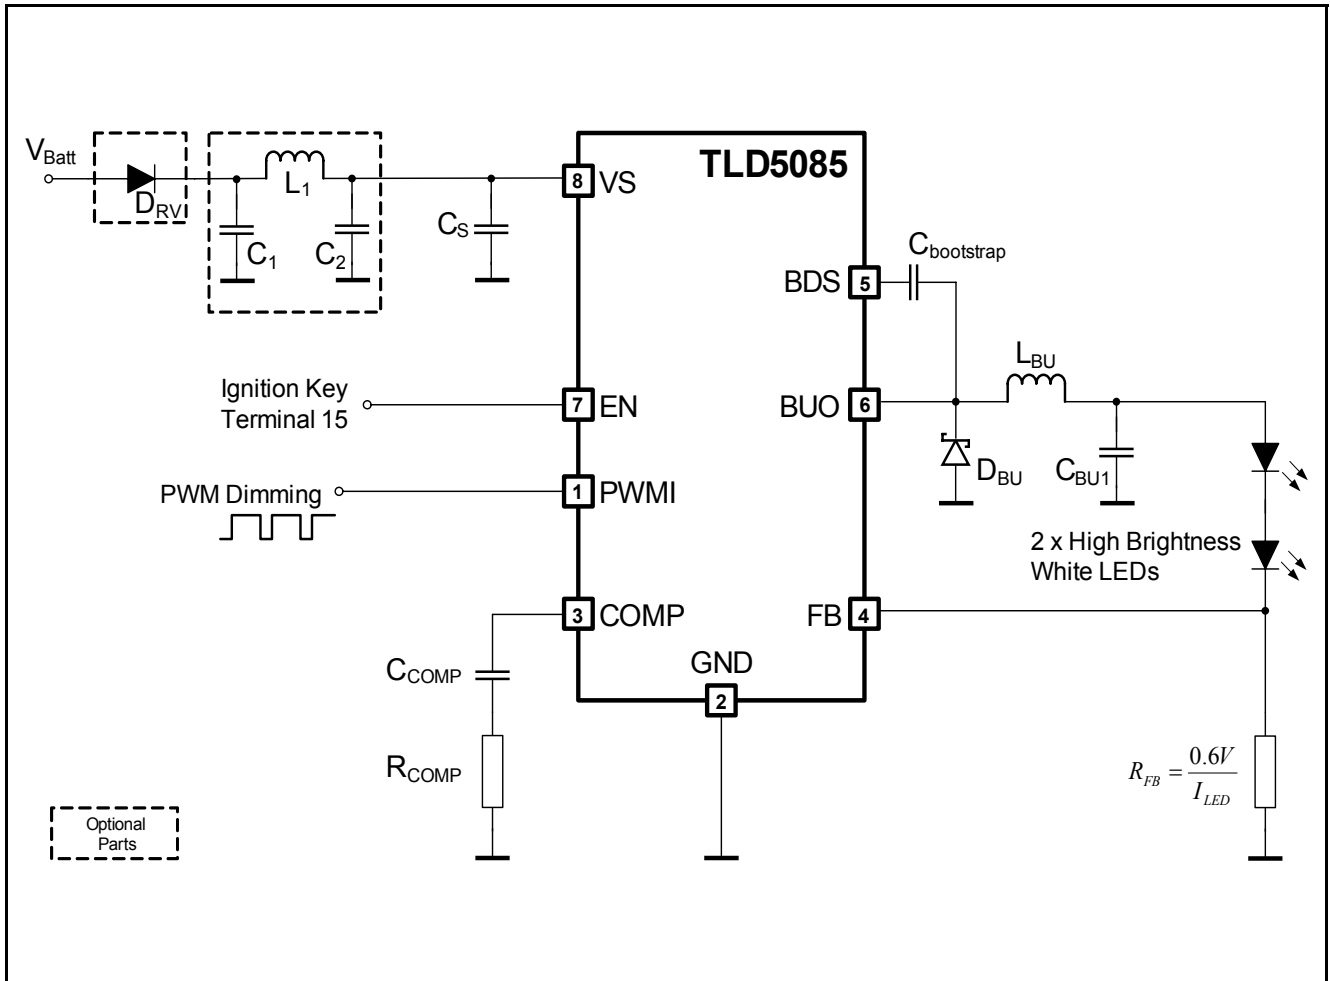 TLD5085
V_Batt
D_RV
L_1
C_1
C_2
C_S
8 VS
C_bootstrap
BDS 5
L_BU
Ignition Key
Terminal 15
7 EN
BUO 6
D_BU
C_BU1
PWM Dimming
1 PWMI
2 x High Brightness
White LEDs
3 COMP
FB 4
GND
2
C_COMP
R_COMP
R_FB = 0.6V / I_LED
Optional
Parts